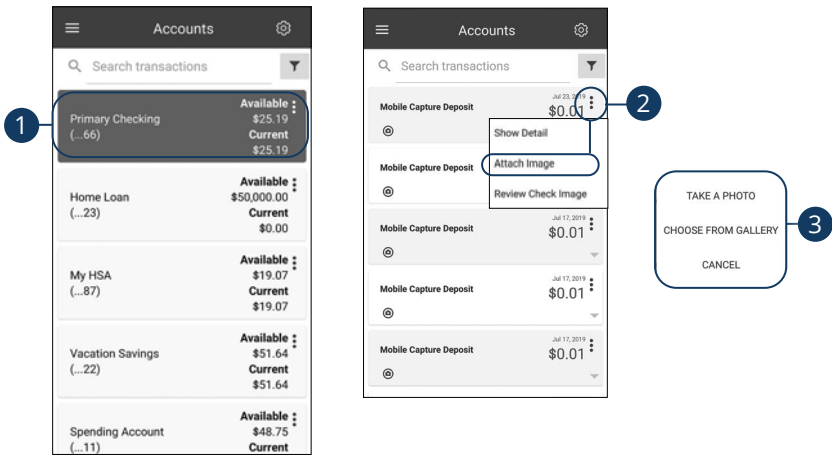 Accounts
Search transactions
1
Primary Checking
(...66)
Available
$25.19
Current
$25.19
Home Loan
(...23)
Available
$50,000.00
Current
$0.00
My HSA
(...87)
Available
$19.07
Current
$19.07
Vacation Savings
(...22)
Available
$51.64
Current
$51.64
Spending Account
(...11)
Available
$48.75
Current
Accounts
Search transactions
Jul 23, 2019
Mobile Capture Deposit
$0.01
2
Show Detail
Attach Image
Review Check Image
Mobile Capture Deposit
Jul 17, 2019
Mobile Capture Deposit
$0.01
Jul 17, 2019
Mobile Capture Deposit
$0.01
Jul 17, 2019
Mobile Capture Deposit
$0.01
TAKE A PHOTO
CHOOSE FROM GALLERY
CANCEL
3